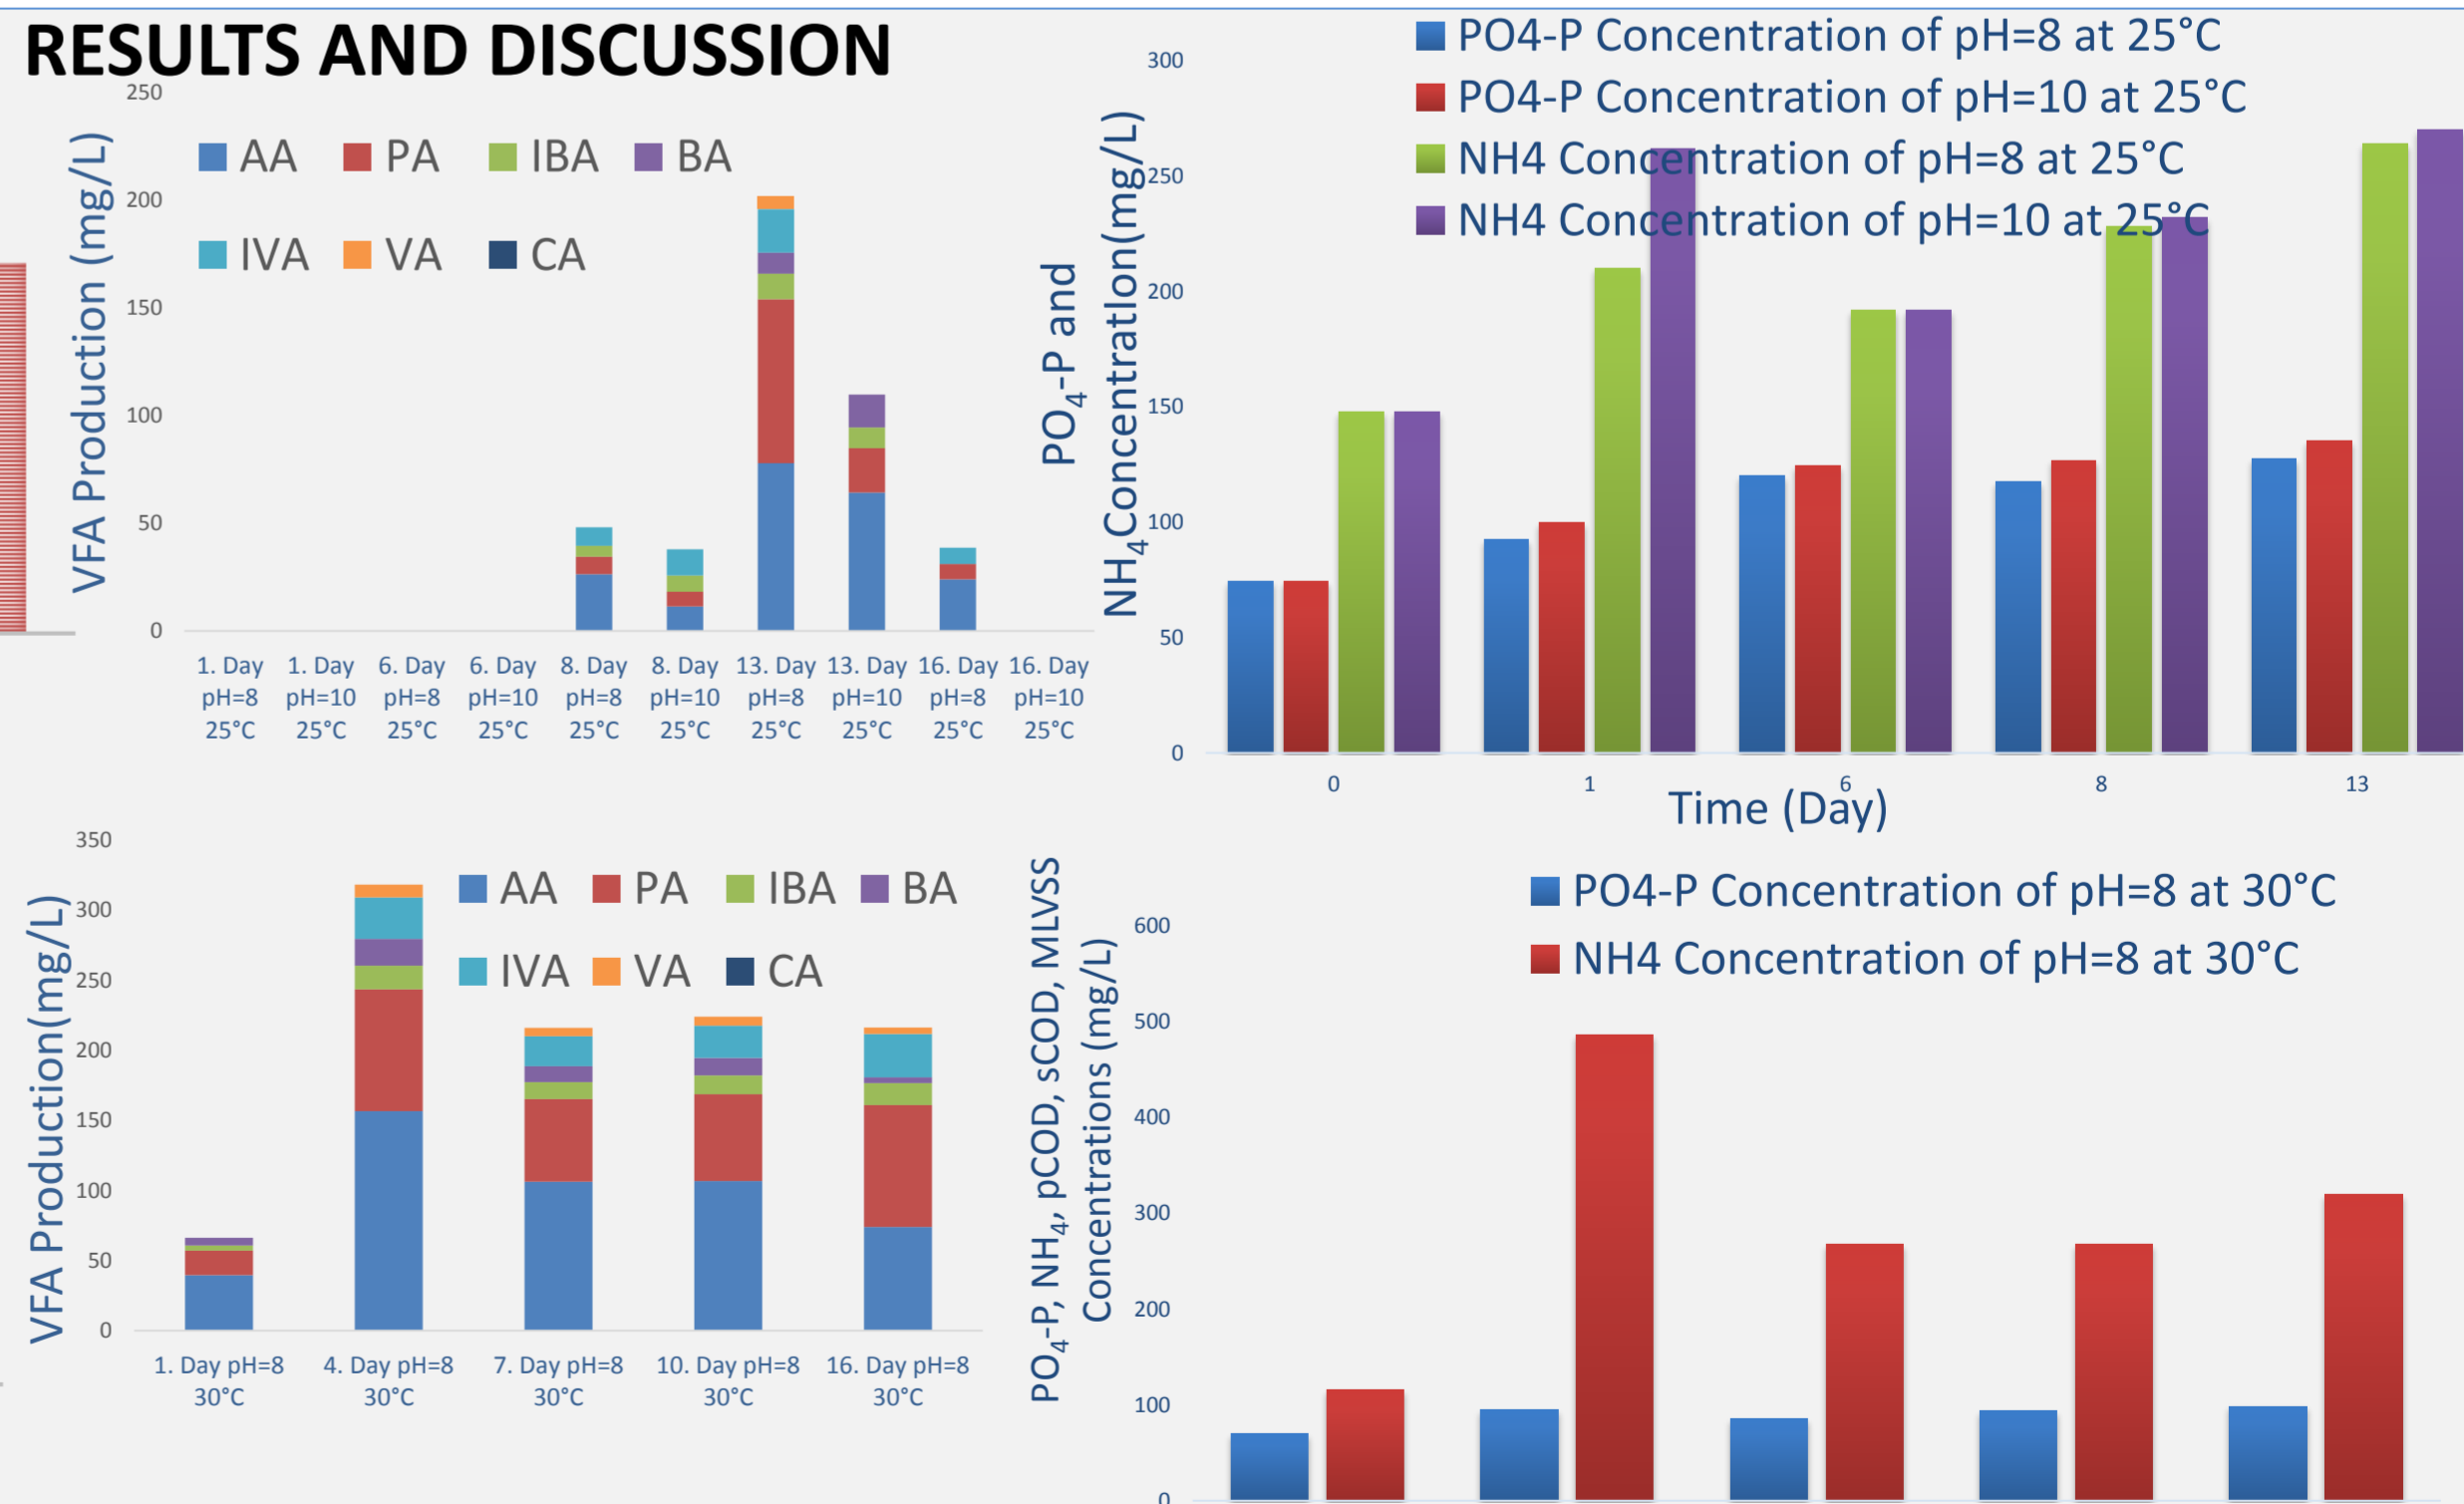 RESULTS AND DISCUSSION
VFA Production (mg/L)
250
200
150
100
50
0
AA PA IBA BA
IVA VA CA
1. Day 1. Day 6. Day 6. Day 8. Day 8. Day 13. Day 13. Day 16. Day 16. Day
pH=8 pH=10 pH=8 pH=10 pH=8 pH=10 pH=8 pH=10 pH=8 pH=10
25°C 25°C 25°C 25°C 25°C 25°C 25°C 25°C 25°C 25°C
PO4-P and
NH4Concentration(mg/L)
300
250
200
150
100
50
0
PO4-P Concentration of pH=8 at 25°C
PO4-P Concentration of pH=10 at 25°C
NH4 Concentration of pH=8 at 25°C
NH4 Concentration of pH=10 at 25°C
0 1 6 8 13
Time (Day)
VFA Production(mg/L)
350
300
250
200
150
100
50
0
AA PA IBA BA
IVA VA CA
1. Day pH=8 4. Day pH=8 7. Day pH=8 10. Day pH=8 16. Day pH=8
30°C 30°C 30°C 30°C 30°C
PO4-P, NH4, pCOD, sCOD, MLVSS
Concentrations (mg/L)
600
500
400
300
200
100
0
PO4-P Concentration of pH=8 at 30°C
NH4 Concentration of pH=8 at 30°C